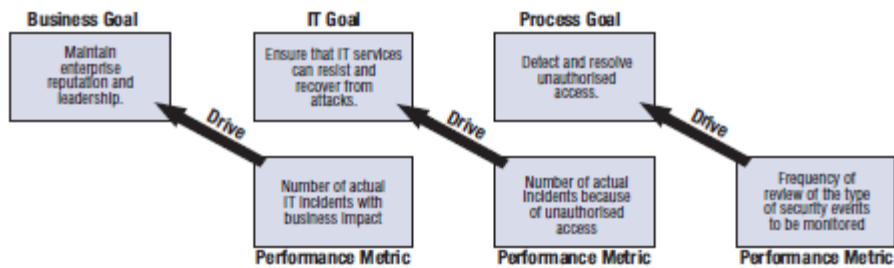 Business Goal
IT Goal
Process Goal
Maintain
enterprise
reputation and
leadership.
Ensure that IT services
can resist and
recover from
attacks.
Detect and resolve
unauthorised
access.
Drive
Drive
Drive
Number of actual
IT incidents with
business impact
Number of actual
incidents because
of unauthorised
access
Frequency of
review of the type
of security events
to be monitored
Performance Metric
Performance Metric
Performance Metric